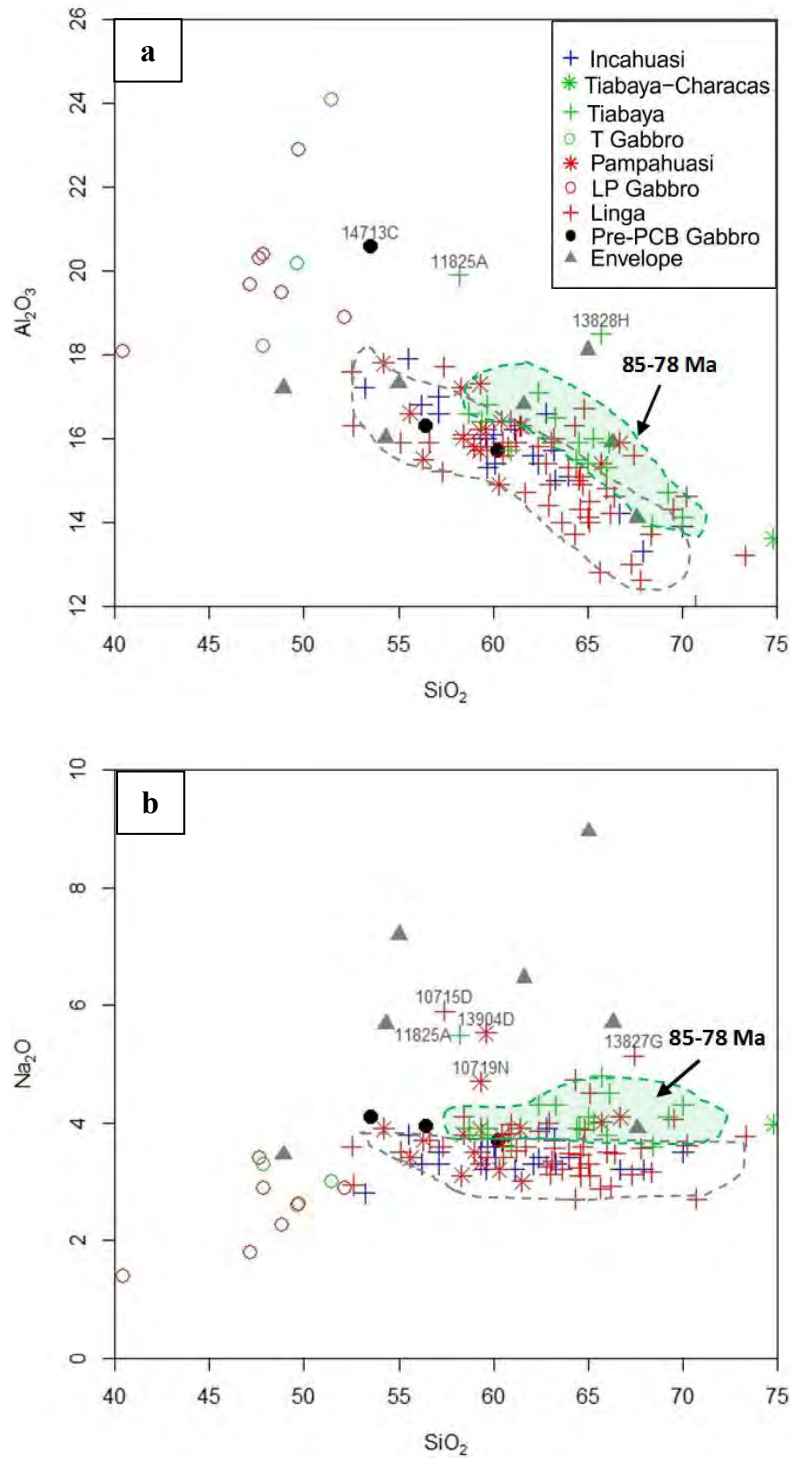 a
26
24
22
20
18
16
14
12
Al2O3
Incahuasi
Tiabaya-Characas
Tiabaya
T Gabbro
Pampahuasi
LP Gabbro
Linga
Pre-PCB Gabbro
Envelope
14713C
11825A
13828H
85-78 Ma
40 45 50 55 60 65 70 75
SiO2
b
10
8
6
4
2
0
Na2O
10715D
13904D
11825A
13827G
10719N
85-78 Ma
40 45 50 55 60 65 70 75
SiO2